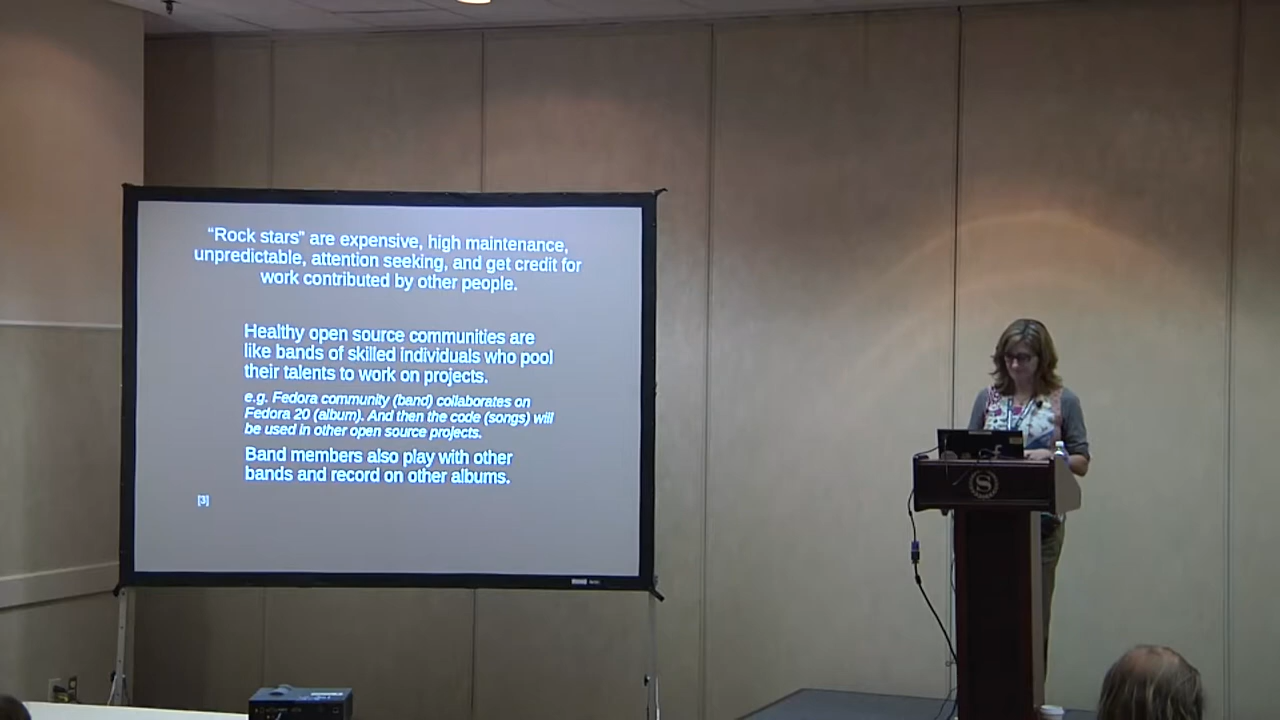 “Rock stars” are expensive, high maintenance,
unpredictable, attention seeking, and get credit for
work contributed by other people.
Healthy open source communities are
like bands of skilled individuals who pool
their talents to work on projects.
e.g. Fedora community (band) collaborates on
Fedora 20 (album). And then the code (songs) will
be used in other open source projects.
Band members also play with other
bands and record on other albums.
[3]
S